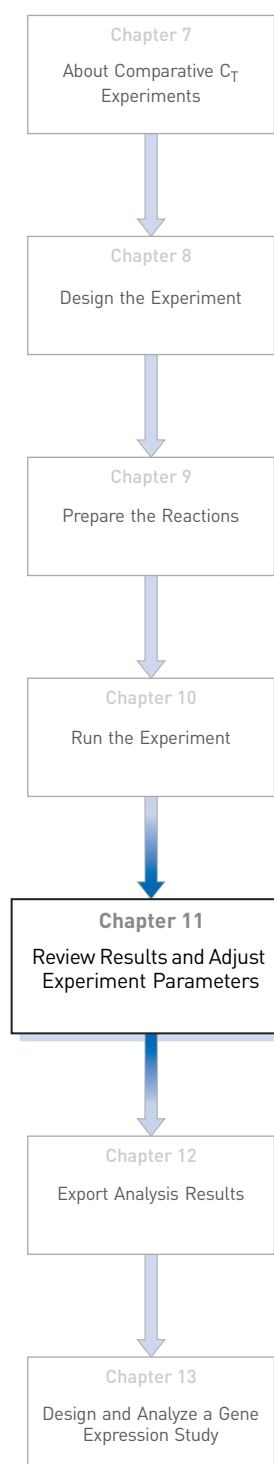 Chapter 7
About Comparative CT
Experiments
Chapter 8
Design the Experiment
Chapter 9
Prepare the Reactions
Chapter 10
Run the Experiment
Chapter 11
Review Results and Adjust
Experiment Parameters
Chapter 12
Export Analysis Results
Chapter 13
Design and Analyze a Gene
Expression Study